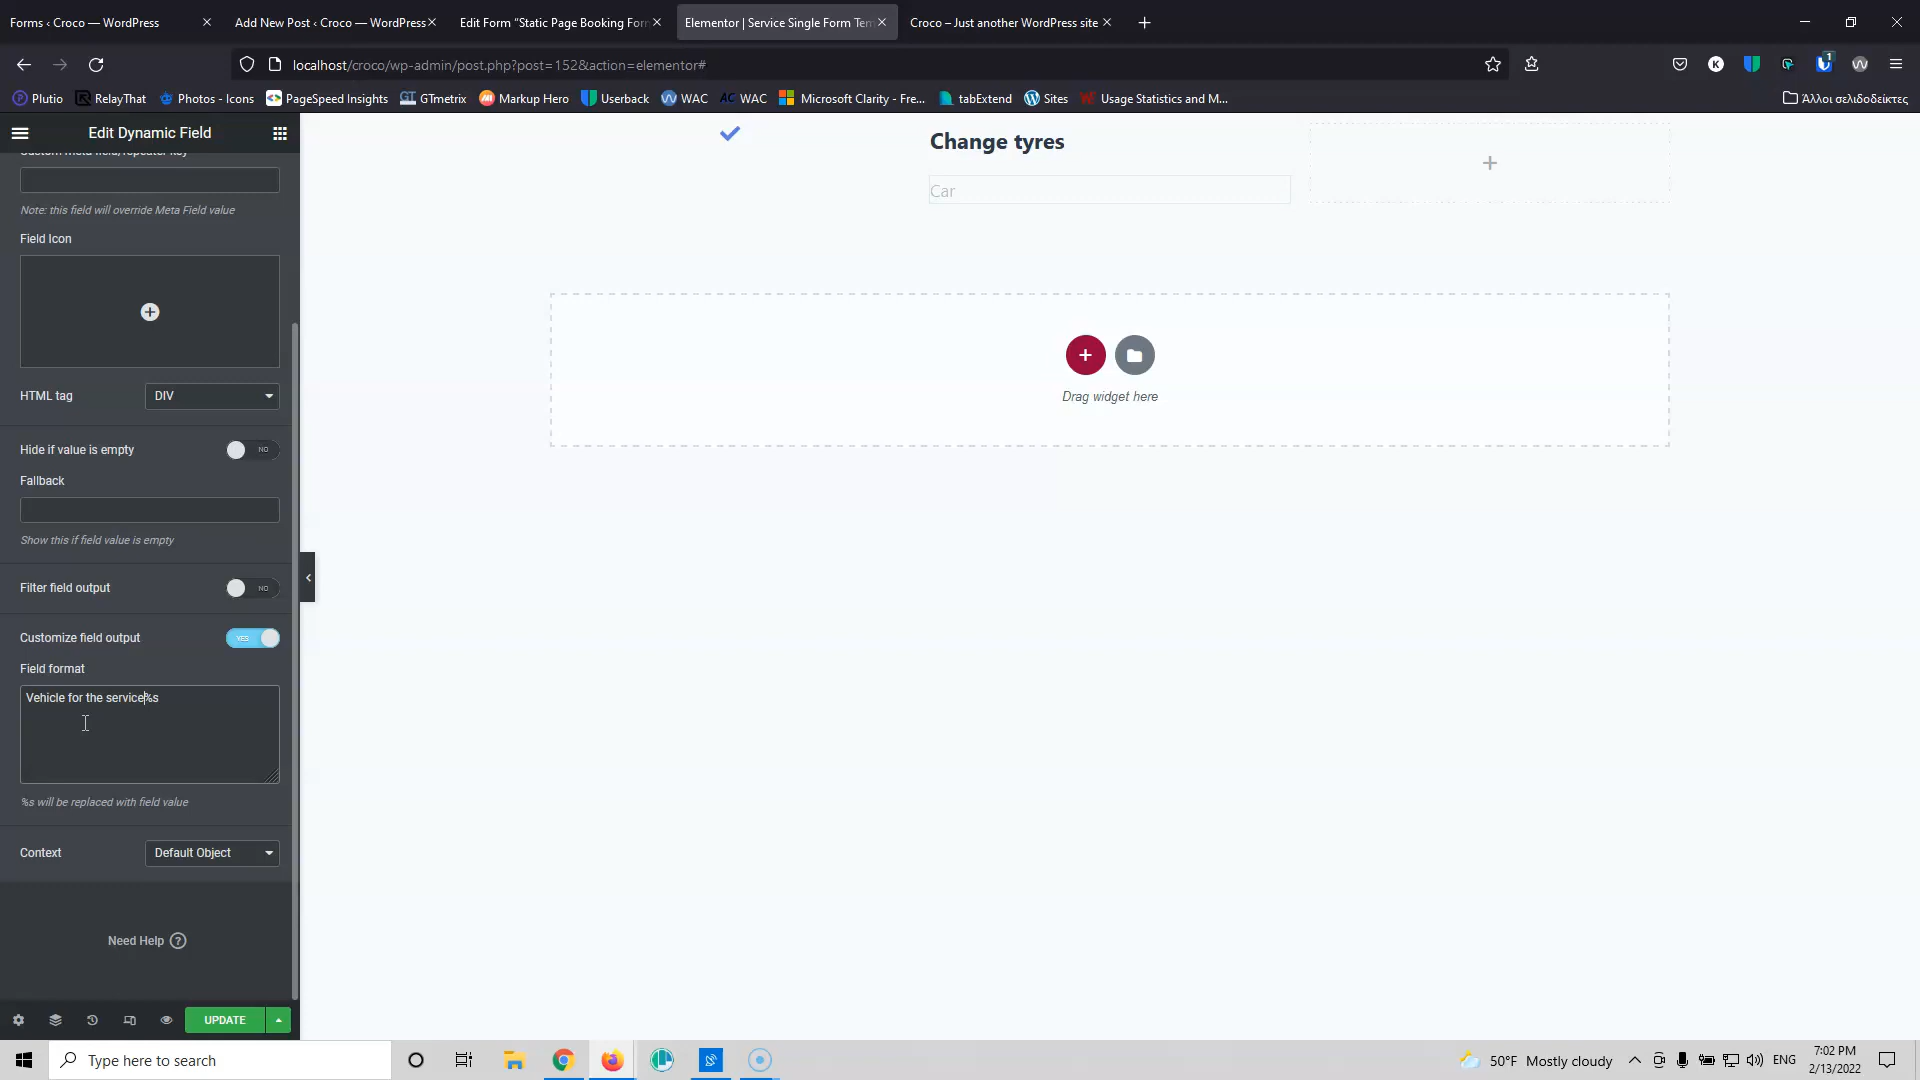 Forms ‹ Croco — WordPress
Add New Post ‹ Croco — WordPress
Edit Form “Static Page Booking For
Elementor | Service Single Form Tem
Croco – Just another WordPress site
localhost/croco/wp-admin/post.php?post=152&action=elementor#
Plutio
RelayThat
Photos - Icons
PageSpeed Insights
GTmetrix
Markup Hero
Userback
WAC
WAC
Microsoft Clarity - Fre...
tabExtend
Sites
Usage Statistics and M...
Άλλοι σελιδοδείκτες
Edit Dynamic Field
Custom meta field/repeater key
Note: this field will override Meta Field value
Field Icon
HTML tag
DIV
Hide if value is empty
NO
Fallback
Show this if field value is empty
Filter field output
NO
Customize field output
YES
Field format
Vehicle for the service%s
%s will be replaced with field value
Context
Default Object
Need Help
UPDATE
Change tyres
Car
Drag widget here
Type here to search
50°F Mostly cloudy
ENG
7:02 PM
2/13/2022